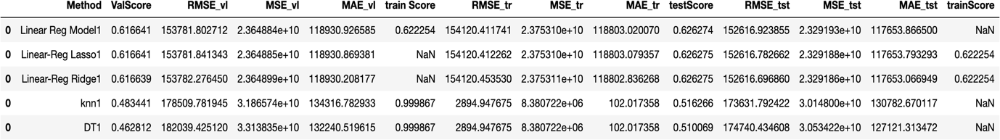 Method ValScore RMSE_vl MSE_vl MAE_vl train Score RMSE_tr MSE_tr MAE_tr testScore RMSE_tst MSE_tst MAE_tst trainScore
0 Linear Reg Model1 0.616641 153781.802712 2.364884e+10 118930.926585 0.622254 154120.411741 2.375310e+10 118803.020070 0.626274 152616.923855 2.329193e+10 117653.866500 NaN
0 Linear-Reg Lasso1 0.616641 153781.841343 2.364885e+10 118930.869381 NaN 154120.412262 2.375310e+10 118803.079357 0.626275 152616.782662 2.329188e+10 117653.793293 0.622254
0 Linear-Reg Ridge1 0.616639 153782.276450 2.364899e+10 118930.208177 NaN 154120.453530 2.375311e+10 118802.836268 0.626275 152616.696860 2.329186e+10 117653.066949 0.622254
0 knn1 0.483441 178509.781945 3.186574e+10 134316.782933 0.999867 2894.947675 8.380722e+06 102.017358 0.516266 173631.792422 3.014800e+10 130782.670117 NaN
0 DT1 0.462812 182039.425120 3.313835e+10 132240.519615 0.999867 2894.947675 8.380722e+06 102.017358 0.510069 174740.434608 3.053422e+10 127121.313472 NaN